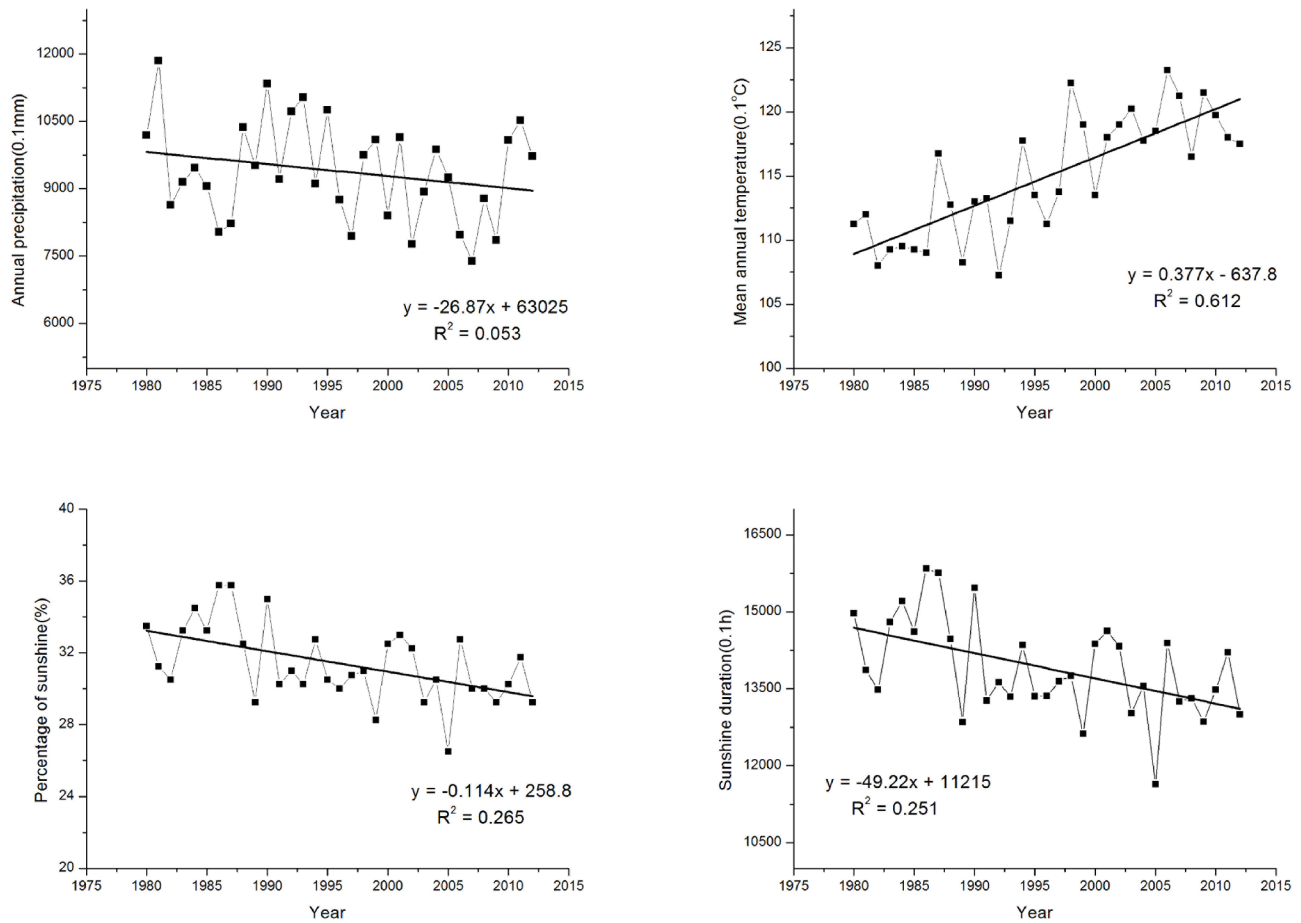 12000
10500
9000
7500
6000
Annual precipitation(0.1mm)
y = -26.87x + 63025
R² = 0.053
1975 1980 1985 1990 1995 2000 2005 2010 2015
Year
125
120
115
110
105
100
Mean annual temperature(0.1°C)
y = 0.377x - 637.8
R² = 0.612
1975 1980 1985 1990 1995 2000 2005 2010 2015
Year
40
36
32
28
24
20
Percentage of sunshine(%)
y = -0.114x + 258.8
R² = 0.265
1975 1980 1985 1990 1995 2000 2005 2010 2015
Year
16500
15000
13500
12000
10500
Sunshine duration(0.1h)
y = -49.22x + 11215
R² = 0.251
1975 1980 1985 1990 1995 2000 2005 2010 2015
Year